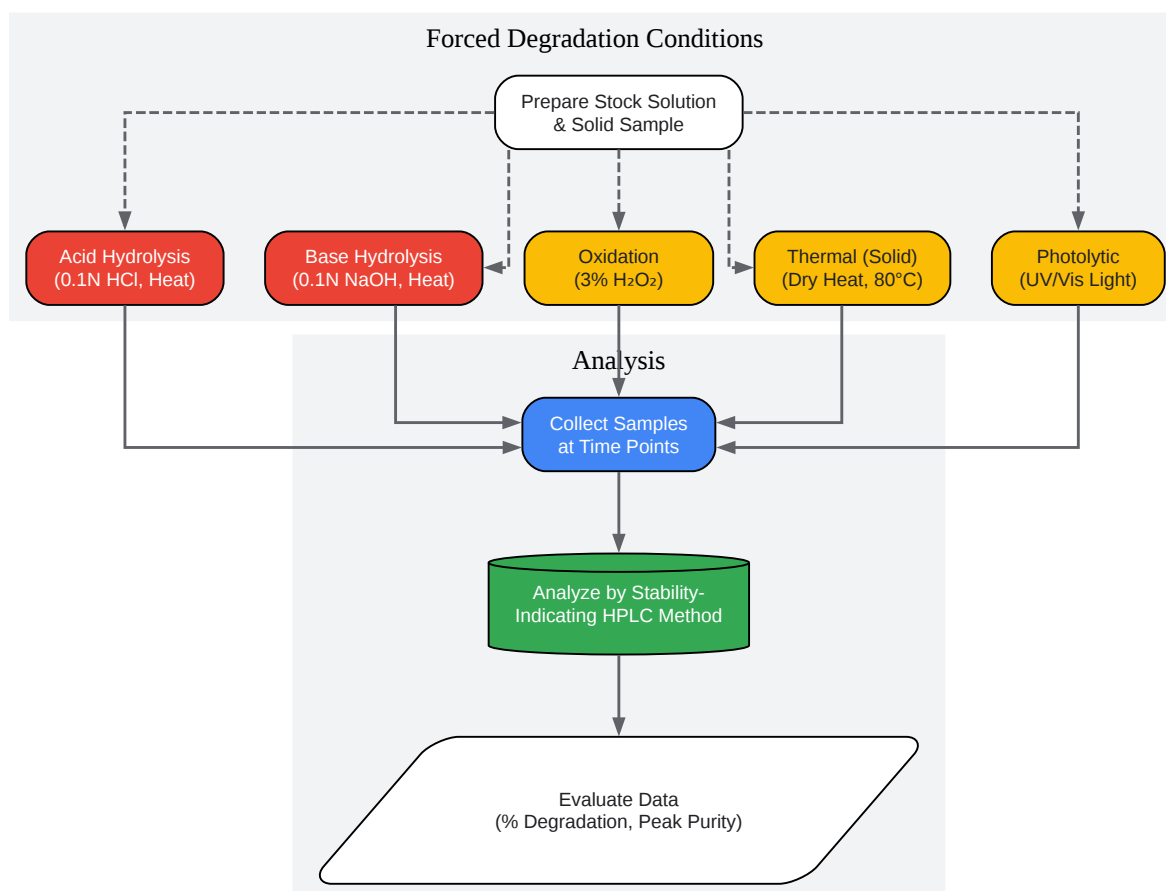 Forced Degradation Conditions
Prepare Stock Solution
& Solid Sample
Acid Hydrolysis
(0.1N HCl, Heat)
Base Hydrolysis
(0.1N NaOH, Heat)
Oxidation
(3% H₂O₂)
Thermal (Solid)
(Dry Heat, 80°C)
Photolytic
(UV/Vis Light)
Analysis
Collect Samples
at Time Points
Analyze by Stability-
Indicating HPLC Method
Evaluate Data
(% Degradation, Peak Purity)